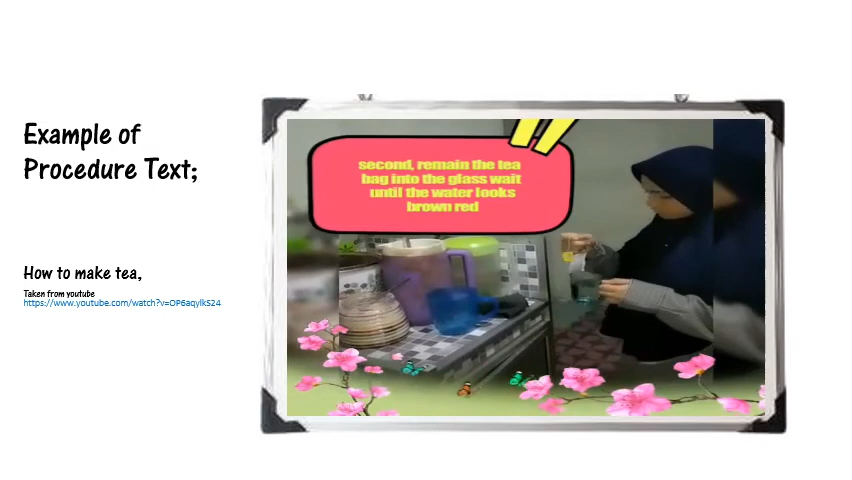 Example of
Procedure Text;
How to make tea,
Taken from youtube
https://www.youtube.com/watch?v=OP6aqylkS24
second, remain the tea
bag into the glass wait
until the water looks
brown red